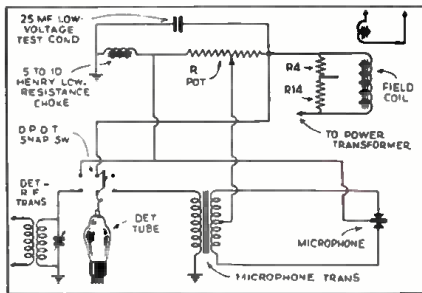 25 MF LOW-
VOLTAGE
TEST COND
5 TO 10
HENRY LOW-
RESISTANCE
CHOKE
R
POT
R4
R14
FIELD
COIL
TO POWER
TRANSFORMER
D P D T
SNAP SW
DET-
R F
TRANS
DET
TUBE
MICROPHONE
MICROPHONE TRANS